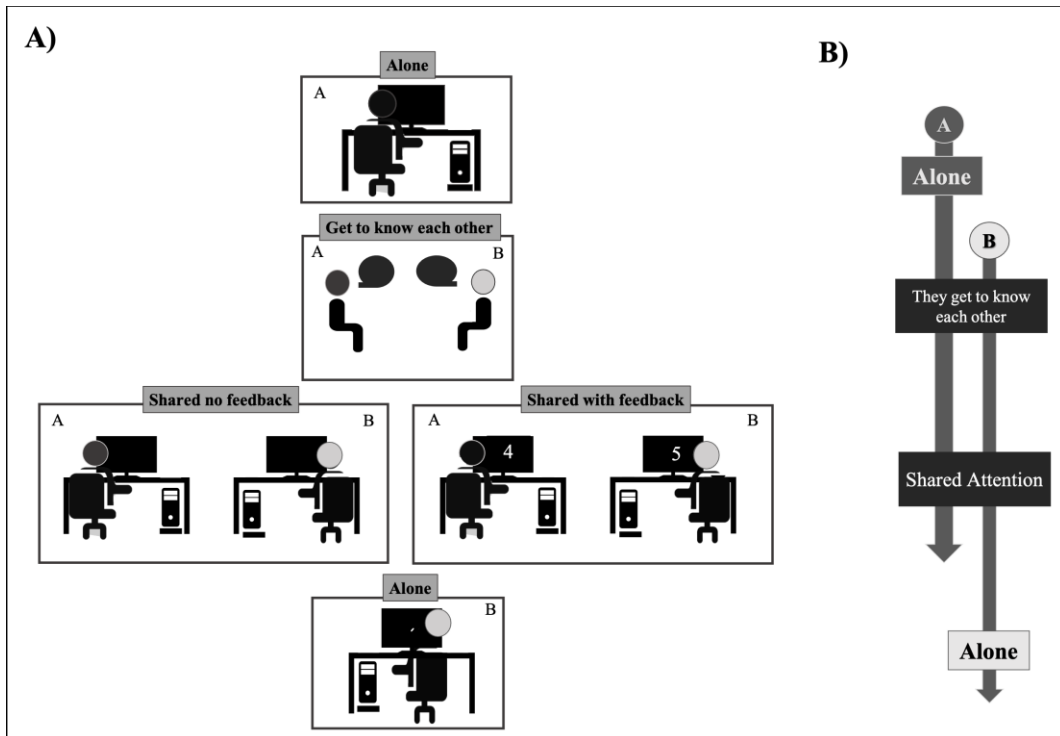 A)
Alone
A
Get to know each other
A
B
Shared no feedback
A
B
Shared with feedback
A
B
4
5
Alone
B
B)
A
Alone
B
They get to know
each other
Shared Attention
Alone